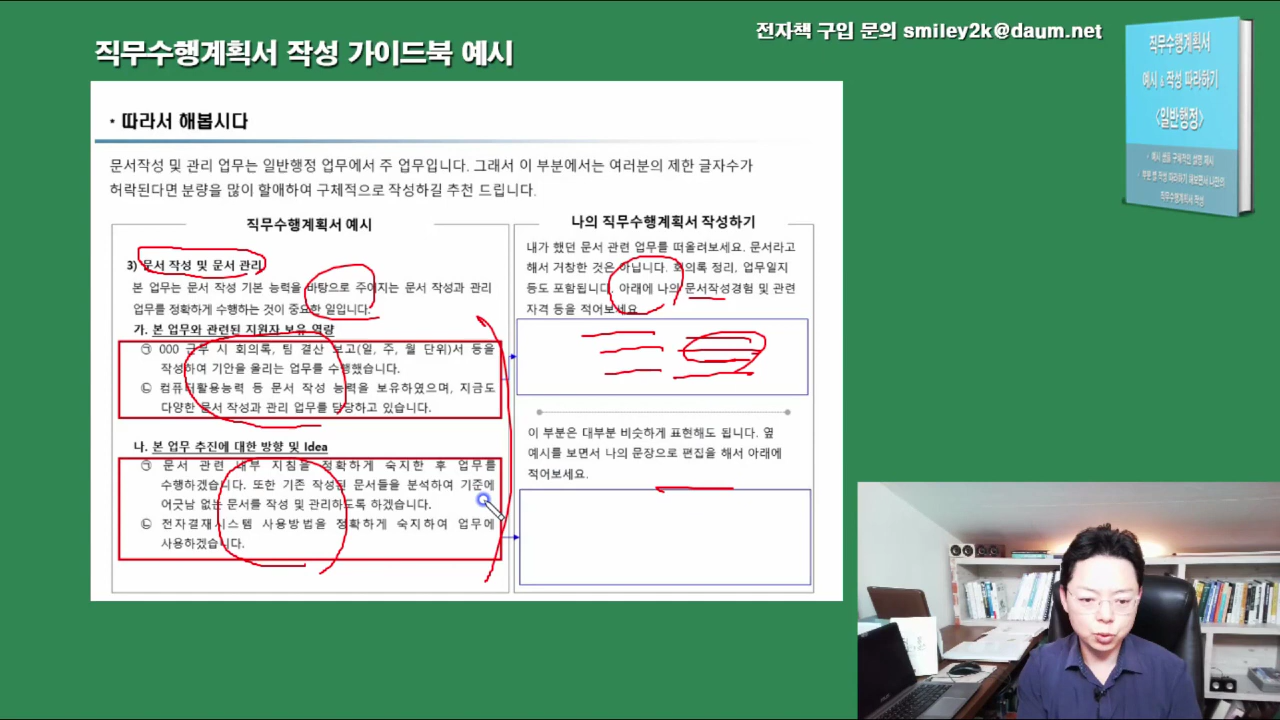 전자책 구입 문의 smiley2k@daum.net
직무수행계획서 작성 가이드북 예시
직무수행계획서
예시 & 작성 따라하기
<일반행정>
• 따라서 해봅시다
문서작성 및 관리 업무는 일반행정 업무에서 주 업무입니다. 그래서 이 부분에서는 여러분의 제한 글자수가
허락된다면 분량을 많이 할애하여 구체적으로 작성하길 추천 드립니다.
직무수행계획서 예시
3) 문서 작성 및 문서 관리
본 업무는 문서 작성 기본 능력을 바탕으로 주어지는 문서 작성과 관리
업무를 정확하게 수행하는 것이 중요한 일입니다.
가. 본 업무와 관련된 지원자 보유 역량
㉠ 000 근무 시 회의록, 팀 결산 보고(일, 주, 월 단위)서 등을
작성하여 기안을 올리는 업무를 수행했습니다.
㉡ 컴퓨터활용능력 등 문서 작성 능력을 보유하였으며, 지금도
다양한 문서 작성과 관리 업무를 담당하고 있습니다.
나. 본 업무 추진에 대한 방향 및 Idea
㉠ 문서 관련 내부 지침을 정확하게 숙지한 후 업무를
수행하겠습니다. 또한 기존 작성된 문서들을 분석하여 기준에
어긋남 없는 문서를 작성 및 관리하도록 하겠습니다.
㉡ 전자결재시스템 사용방법을 정확하게 숙지하여 업무에
사용하겠습니다.
나의 직무수행계획서 작성하기
내가 했던 문서 관련 업무를 떠올려보세요. 문서라고
해서 거창한 것은 아닙니다. 회의록 정리, 업무일지
등도 포함됩니다. 아래에 나의 문서작성경험 및 관련
자격 등을 적어보세요.
이 부분은 대부분 비슷하게 표현해도 됩니다. 옆
예시를 보면서 나의 문장으로 편집을 해서 아래에
적어보세요.